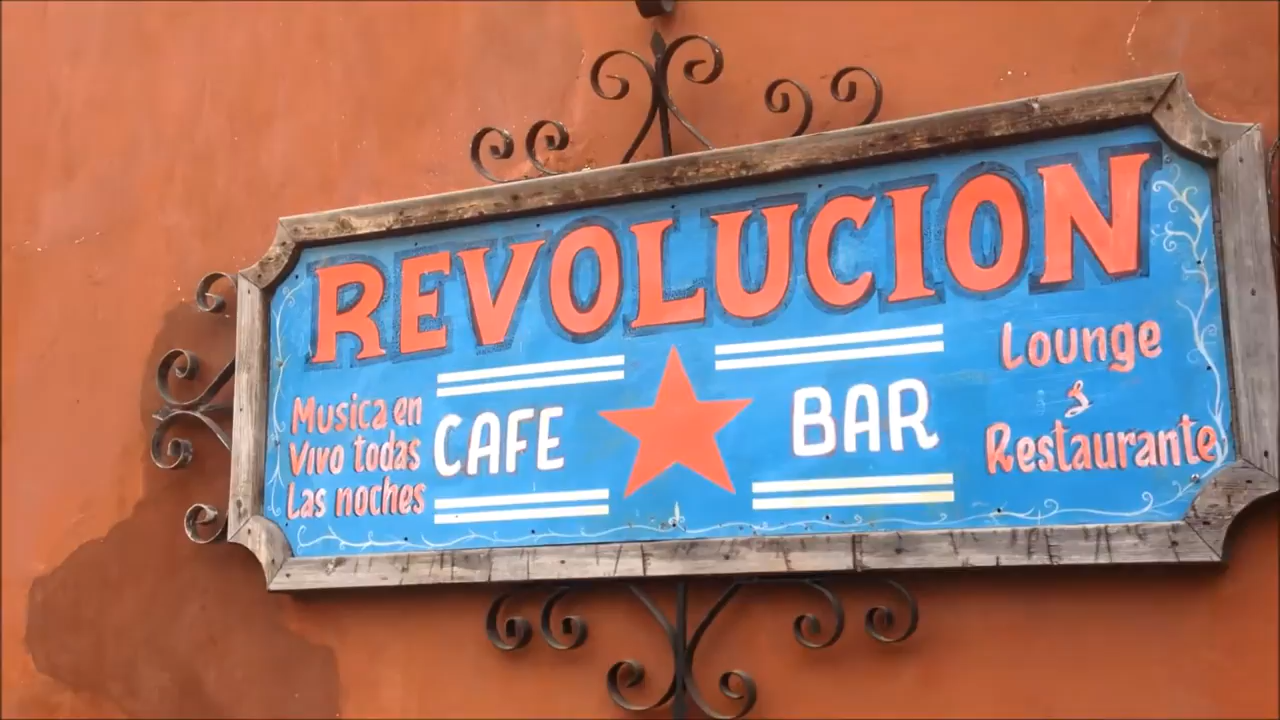 REVOLUCION
Musica en
Vivo todas
Las noches
CAFE
BAR
Lounge
&
Restaurante